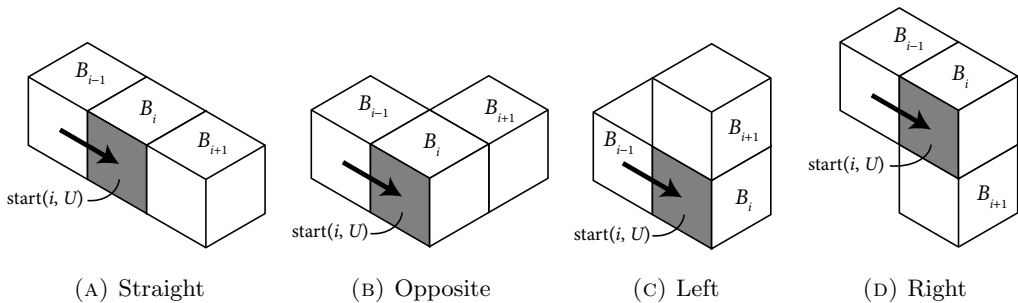 B_{i-1}
B_i
B_{i+1}
start(i, U)
(A) Straight
B_{i-1}
B_i
B_{i+1}
start(i, U)
(B) Opposite
B_{i-1}
B_{i+1}
B_i
start(i, U)
(C) Left
B_{i-1}
B_i
B_{i+1}
start(i, U)
(D) Right